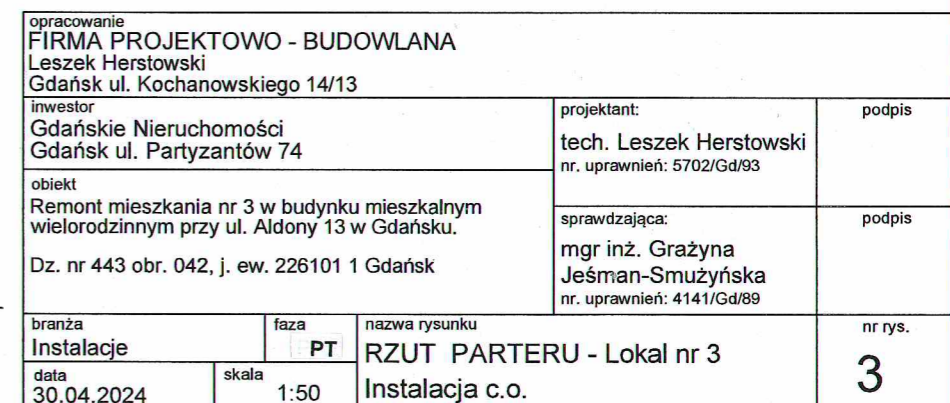 opracowanie
FIRMA PROJEKTOWO - BUDOWLANA
Leszek Herstowski
Gdańsk ul. Kochanowskiego 14/13
inwestor
Gdańskie Nieruchomości
Gdańsk ul. Partyzantów 74
projektant:
tech. Leszek Herstowski
nr. uprawnień: 5702/Gd/93
podpis
obiekt
Remont mieszkania nr 3 w budynku mieszkalnym
wielorodzinnym przy ul. Aldony 13 w Gdańsku.
Dz. nr 443 obr. 042, j. ew. 226101 1 Gdańsk
sprawdzająca:
mgr inż. Grażyna
Jeśman-Smużyńska
nr. uprawnień: 4141/Gd/89
podpis
branża
Instalacje
faza
PT
nazwa rysunku
RZUT PARTERU - Lokal nr 3
Instalacja c.o.
nr rys.
3
data
30.04.2024
skala
1:50